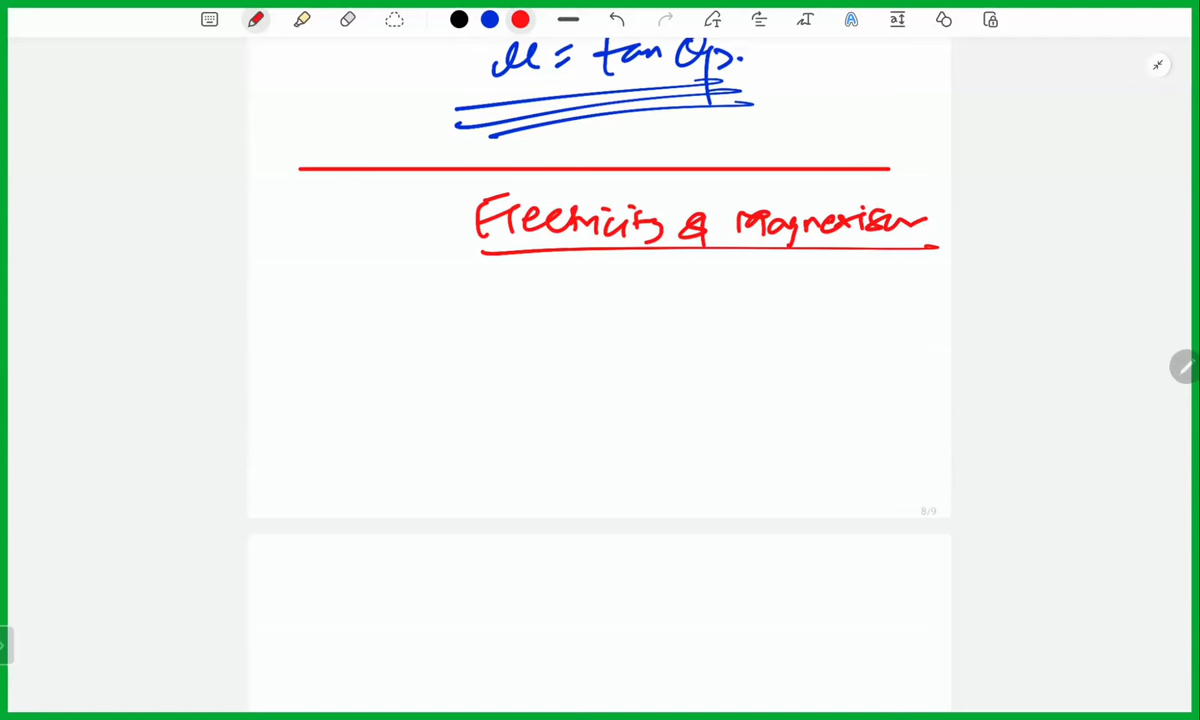 μ = tan θp.
Electricity & Magnetism
8/9